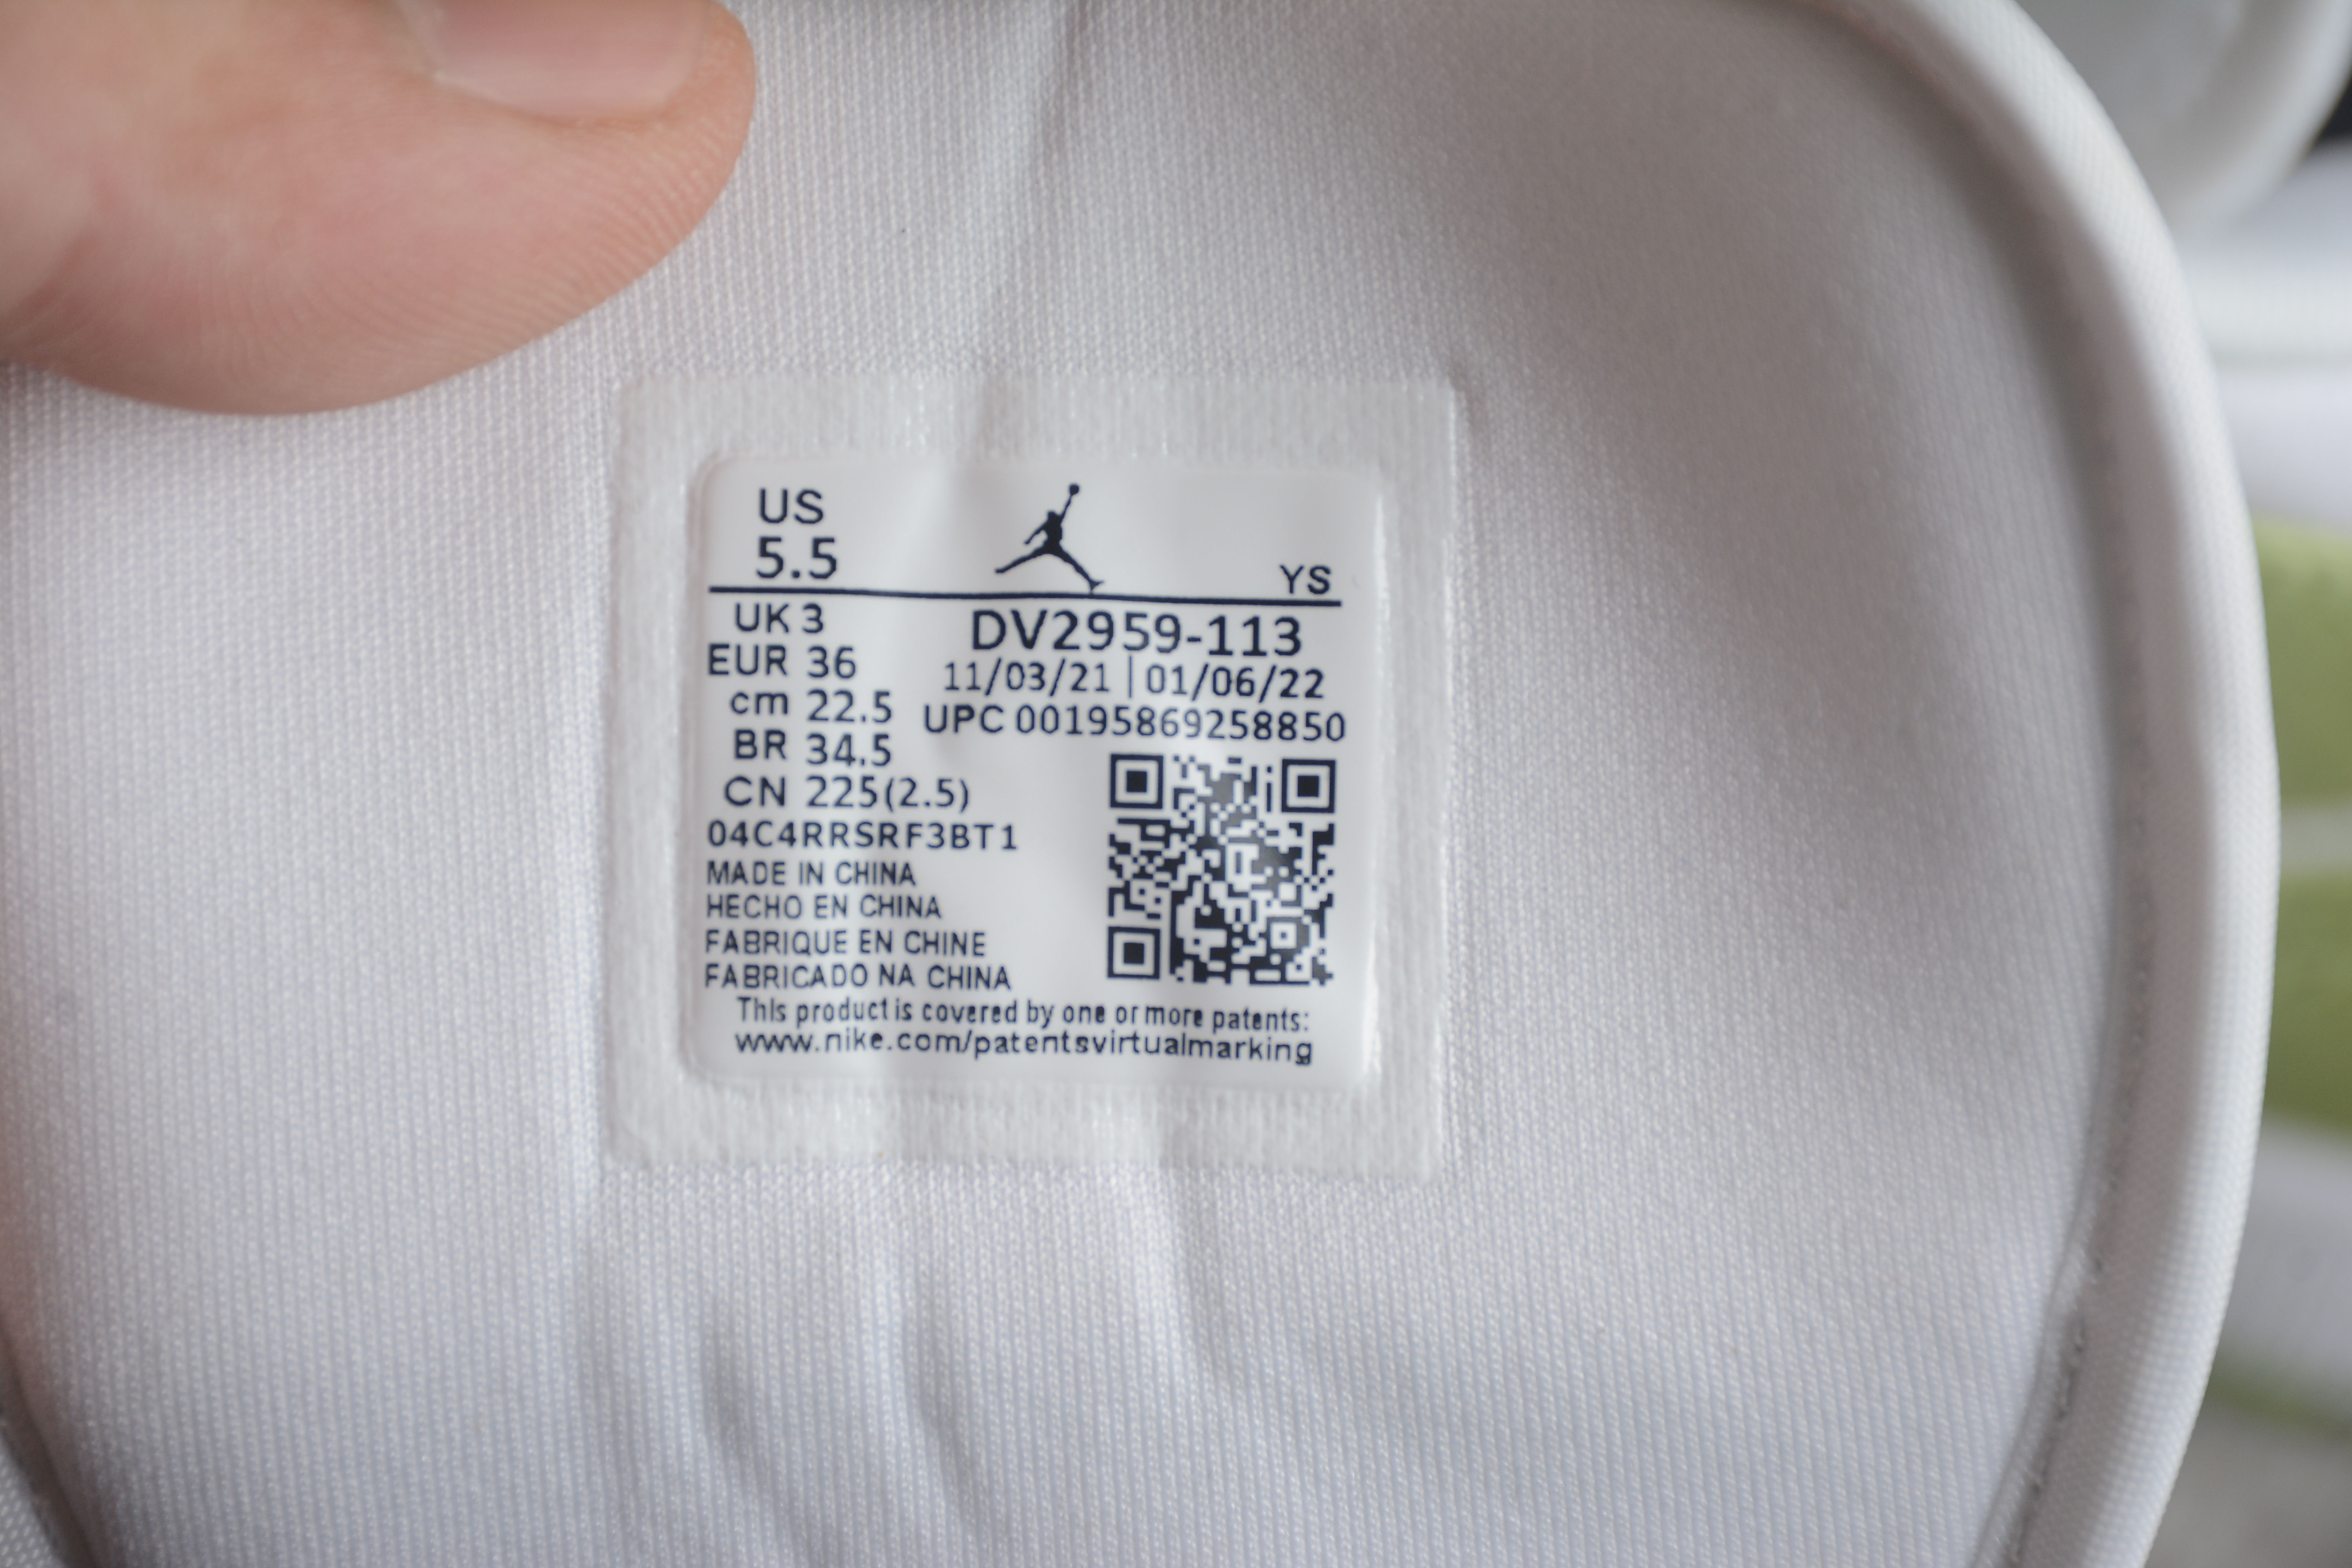 US
5.5
YS
UK 3
EUR 36
cm 22.5
BR 34.5
CN 225(2.5)
DV2959-113
11/03/21 | 01/06/22
UPC 00195869258850
04C4RRSRF3BT1
MADE IN CHINA
HECHO EN CHINA
FABRIQUE EN CHINE
FABRICADO NA CHINA
This product is covered by one or more patents:
www.nike.com/patentsvirtualmarking